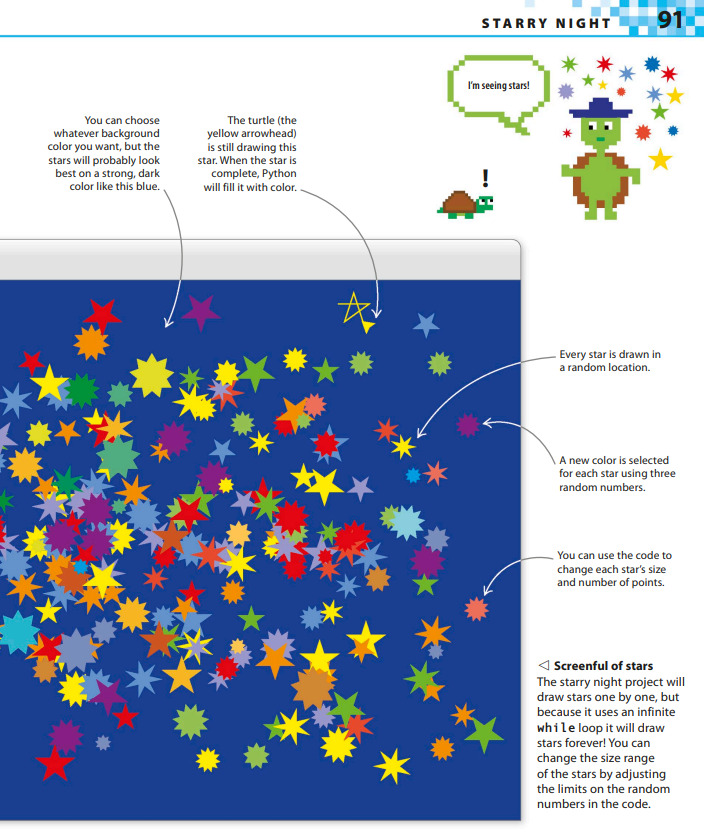 STARRY NIGHT 91
I'm seeing stars!
You can choose
whatever background
color you want, but the
stars will probably look
best on a strong, dark
color like this blue.
The turtle (the
yellow arrowhead)
is still drawing this
star. When the star is
complete, Python
will fill it with color.
!
Every star is drawn in
a random location.
A new color is selected
for each star using three
random numbers.
You can use the code to
change each star's size
and number of points.
◁ Screenful of stars
The starry night project will
draw stars one by one, but
because it uses an infinite
while loop it will draw
stars forever! You can
change the size range
of the stars by adjusting
the limits on the random
numbers in the code.